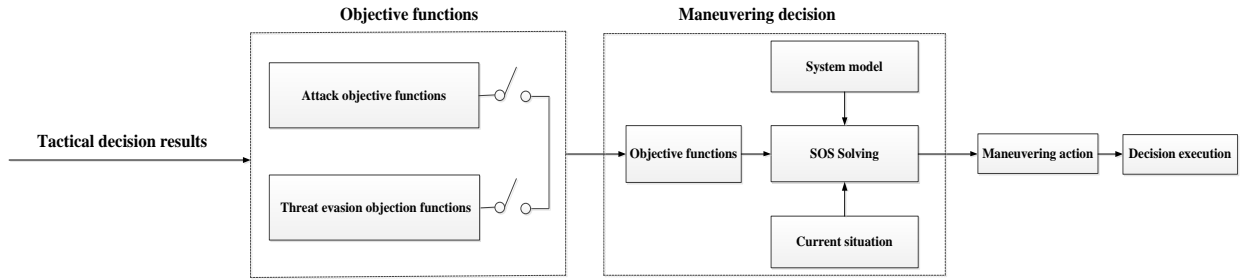 Objective functions
Maneuvering decision
System model
Attack objective functions
Tactical decision results
Objective functions
SOS Solving
Maneuvering action
Decision execution
Threat evasion objection functions
Current situation